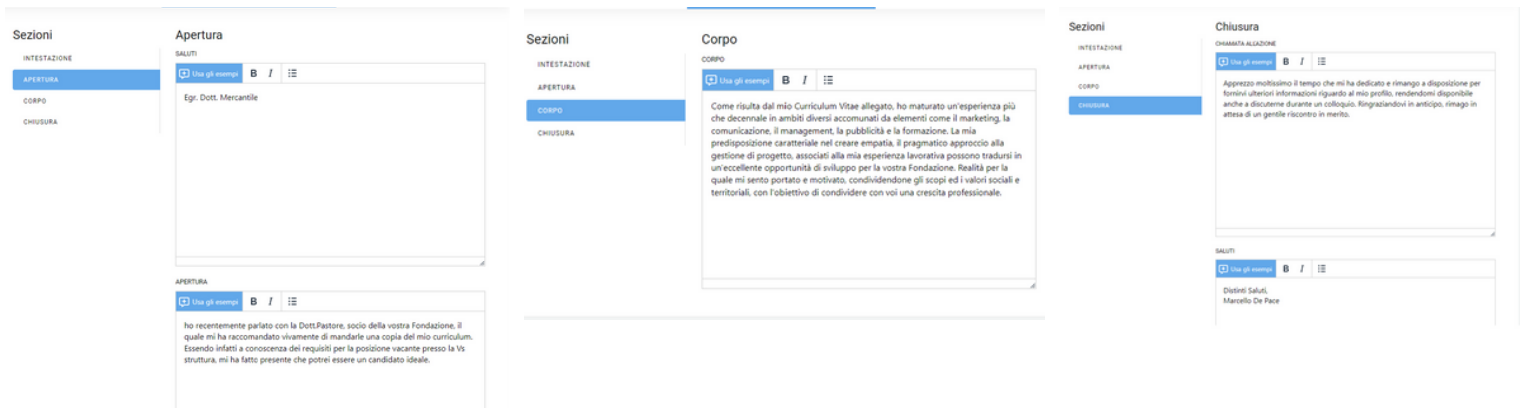 Sezioni
INTESTAZIONE
APERTURA
CORPO
CHIUSURA
Apertura
SALUTI
Usa gli esempi B I
Egr. Dott. Mercantile
APERTURA
Usa gli esempi B I
ho recentemente parlato con la Dott.Pastore, socio della vostra Fondazione, il
quale mi ha raccomandato vivamente di mandarle una copia del mio curriculum.
Essendo infatti a conoscenza dei requisiti per la posizione vacante presso la Vs
struttura, mi ha fatto presente che potrei essere un candidato ideale.
Sezioni
INTESTAZIONE
APERTURA
CORPO
CHIUSURA
Corpo
CORPO
Usa gli esempi B I
Come risulta dal mio Curriculum Vitae allegato, ho maturato un'esperienza più
che decennale in ambiti diversi accomunati da elementi come il marketing, la
comunicazione, il management, la pubblicità e la formazione. La mia
predisposizione caratteriale nel creare empatia, il pragmatico approccio alla
gestione di progetto, associati alla mia esperienza lavorativa possono tradursi in
un'eccellente opportunità di sviluppo per la vostra Fondazione. Realtà per la
quale mi sento portato e motivato, condividendone gli scopi ed i valori sociali e
territoriali, con l'obiettivo di condividere con voi una crescita professionale.
Sezioni
INTESTAZIONE
APERTURA
CORPO
CHIUSURA
Chiusura
CHIAMATA ALL'AZIONE
Usa gli esempi B I
Apprezzo moltissimo il tempo che mi ha dedicato e rimango a disposizione per
fornirvi ulteriori informazioni riguardo al mio profilo, rendendomi disponibile
anche a discuterne durante un colloquio. Ringraziandovi in anticipo, rimago in
attesa di un gentile riscontro in merito.
SALUTI
Usa gli esempi B I
Distinti Saluti,
Marcello De Pace